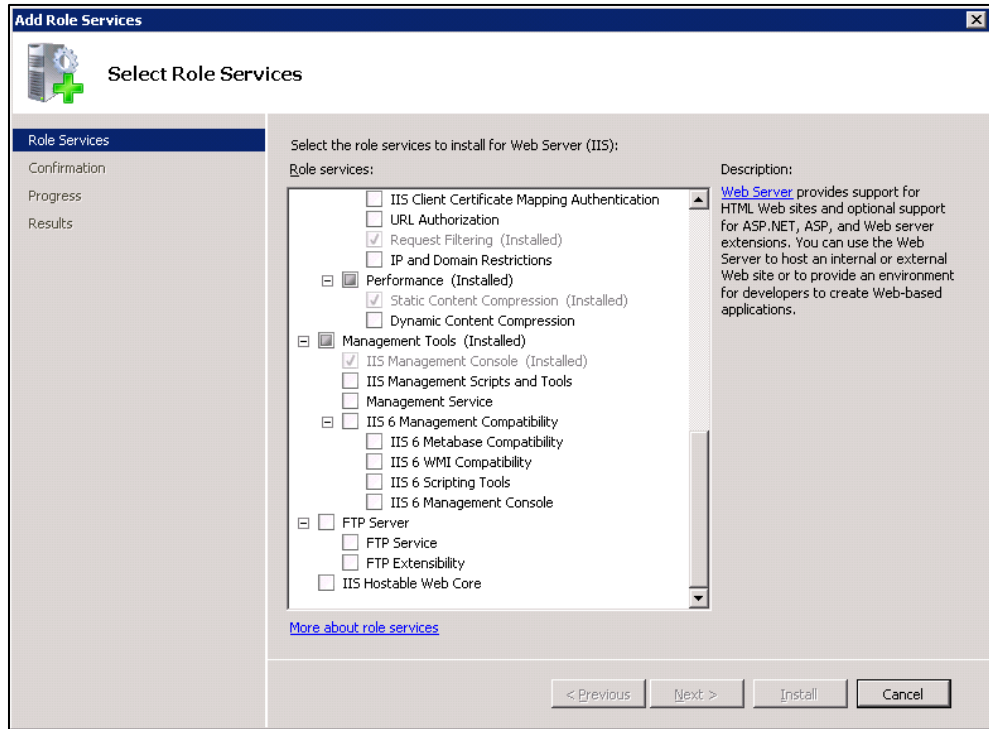 Add Role Services
Select Role Services
Role Services
Confirmation
Progress
Results
Select the role services to install for Web Server (IIS):
Role services:
IIS Client Certificate Mapping Authentication
URL Authorization
Request Filtering (Installed)
IP and Domain Restrictions
Performance (Installed)
Static Content Compression (Installed)
Dynamic Content Compression
Management Tools (Installed)
IIS Management Console (Installed)
IIS Management Scripts and Tools
Management Service
IIS 6 Management Compatibility
IIS 6 Metabase Compatibility
IIS 6 WMI Compatibility
IIS 6 Scripting Tools
IIS 6 Management Console
FTP Server
FTP Service
FTP Extensibility
IIS Hostable Web Core
More about role services
Description:
Web Server provides support for
HTML Web sites and optional support
for ASP.NET, ASP, and Web server
extensions. You can use the Web
Server to host an internal or external
Web site or to provide an environment
for developers to create Web-based
applications.
< Previous
Next >
Install
Cancel